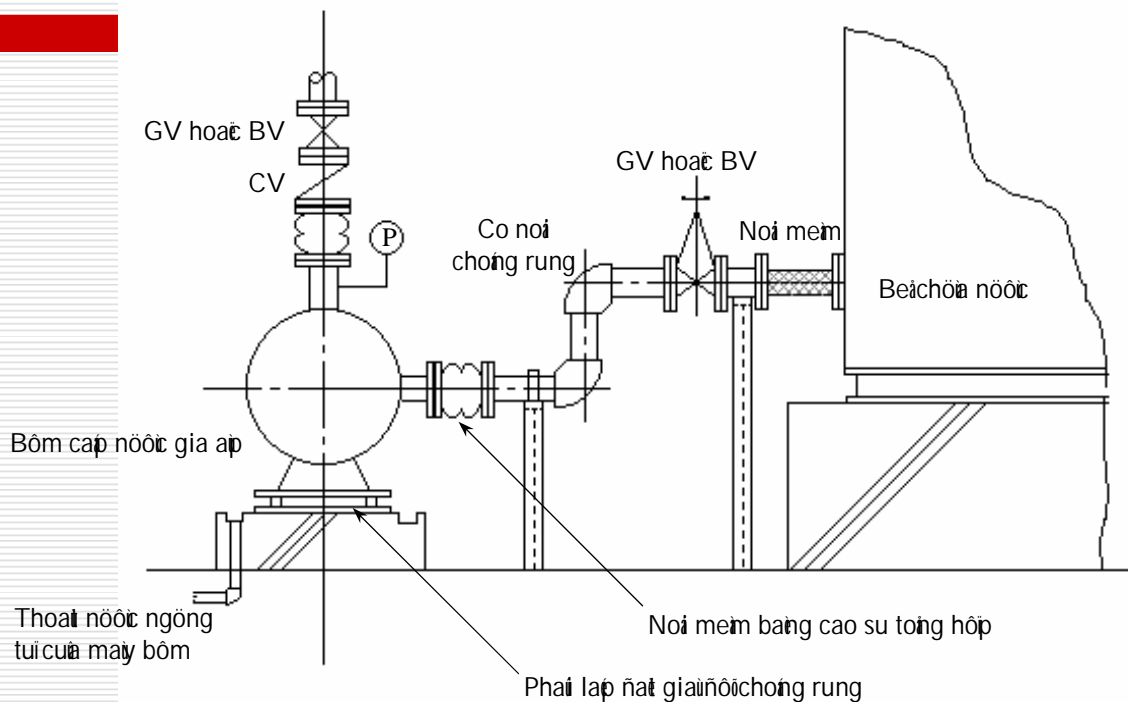 GV hoaëc BV
CV
P
GV hoaëc BV
Co noái
choáng rung
Noái meàm
Beå chöùa nöôùc
Bôm caáp nöôùc gia aùp
Thoaùt nöôùc ngöng
tuï cuûa maùy bôm
Noái meàm baèng cao su toång hôïp
Phaûi laép ñaët giaù ñôõ choáng rung